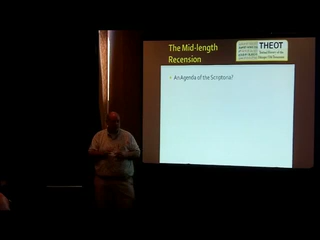 The Mid-length
Recension
THEOT
An Agenda of the Scriptoria?